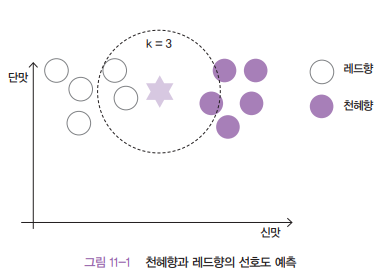 k = 3
단맛
레드향
천혜향
신맛
그림 11-1 천혜향과 레드향의 선호도 예측